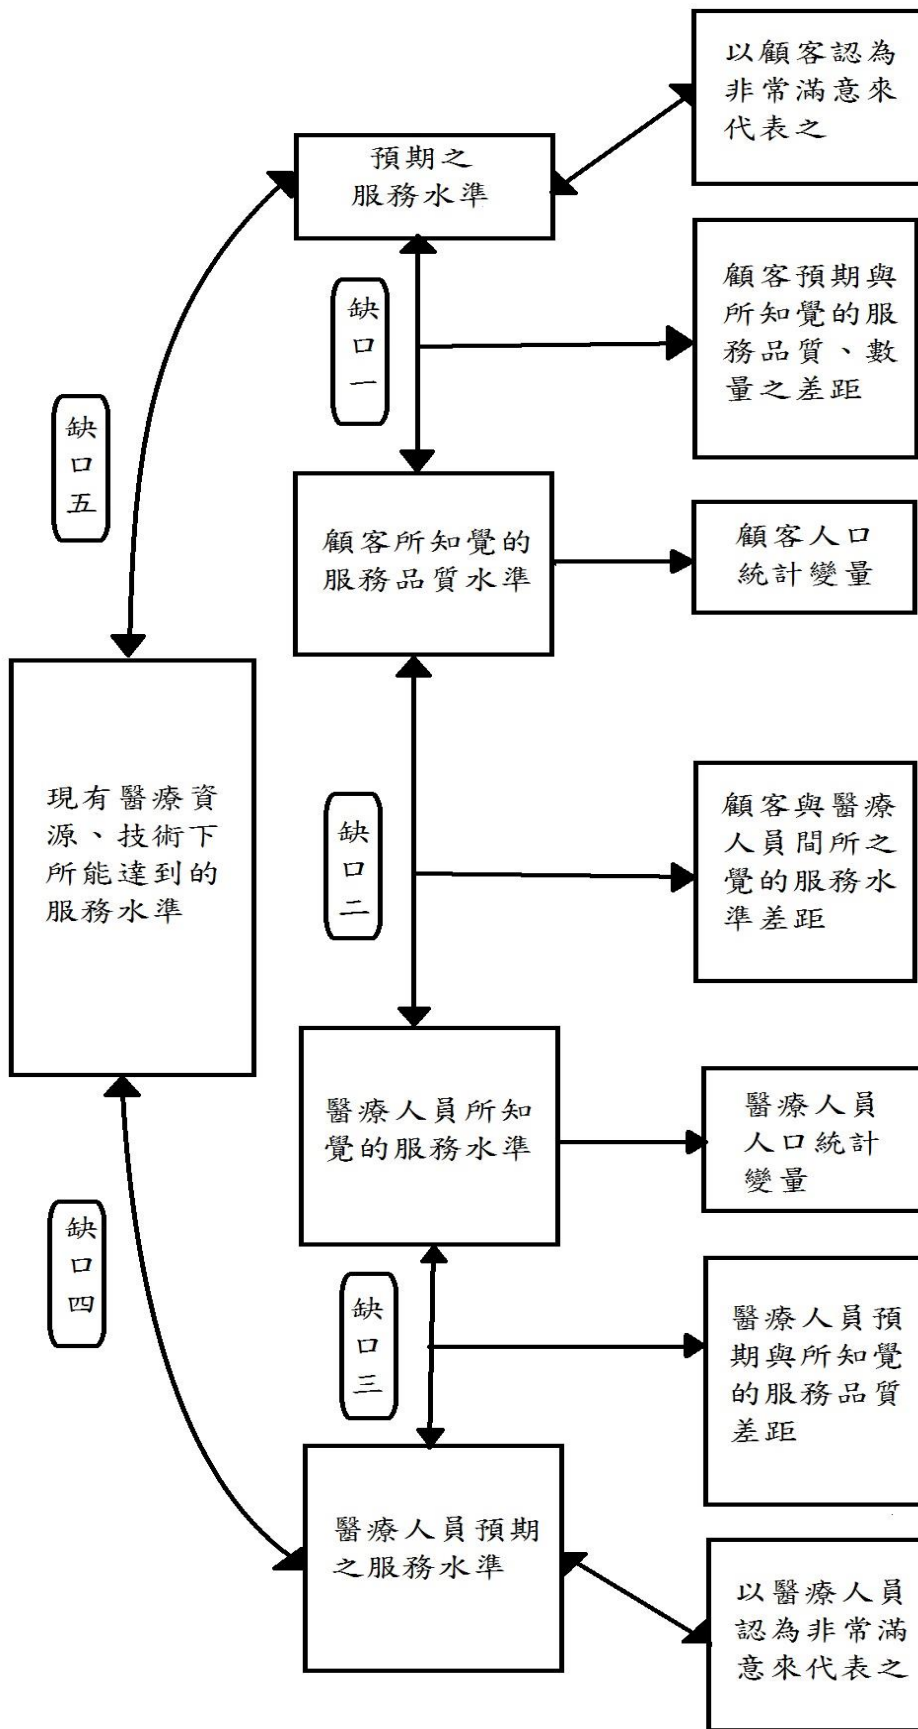 以顧客認為
非常滿意來
代表之
預期之
服務水準
缺
口
一
顧客預期與
所知覺的服
務品質、數
量之差距
缺
口
五
顧客所知覺的
服務品質水準
顧客人口
統計變量
現有醫療資
源、技術下
所能達到的
服務水準
缺
口
二
顧客與醫療
人員間所之
覺的服務水
準差距
醫療人員所知
覺的服務水準
醫療人員
人口統計
變量
缺
口
四
缺
口
三
醫療人員預
期與所知覺
的服務品質
差距
醫療人員預期
之服務水準
以醫療人員
認為非常滿
意來代表之